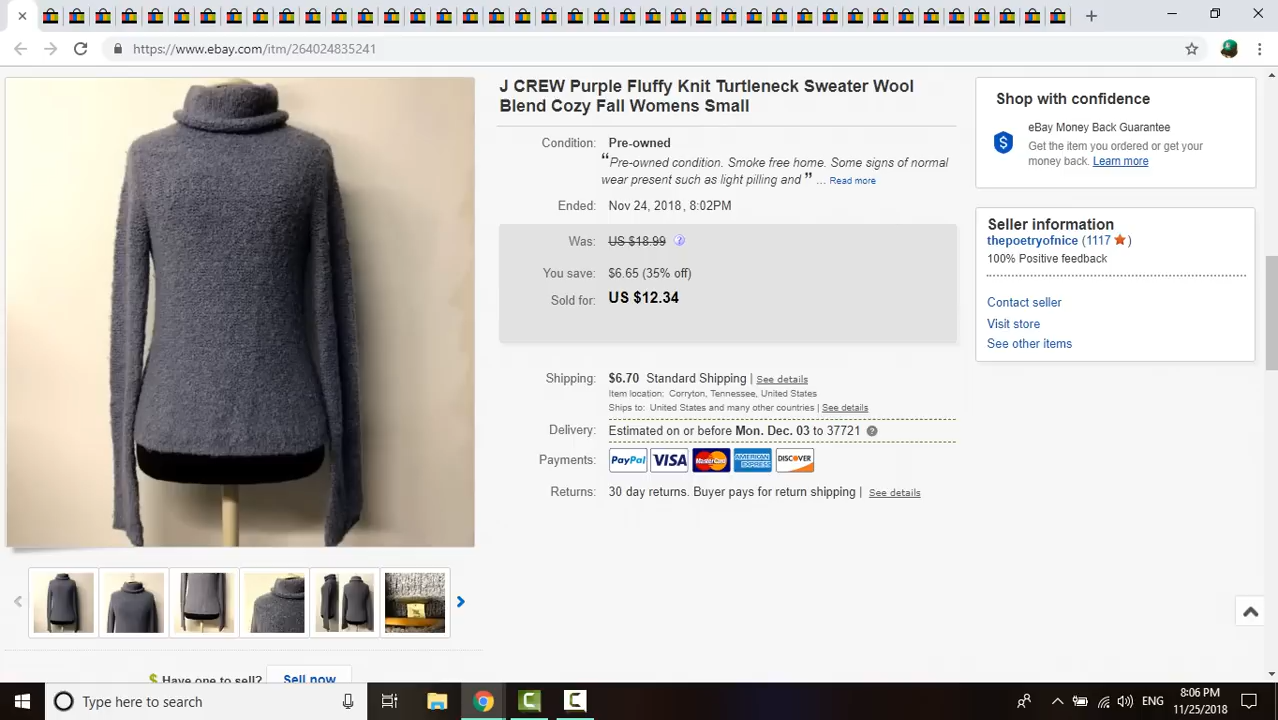 https://www.ebay.com/itm/264024835241
J CREW Purple Fluffy Knit Turtleneck Sweater Wool
Blend Cozy Fall Womens Small
Condition: Pre-owned
“Pre-owned condition. Smoke free home. Some signs of normal
wear present such as light pilling and ” ... Read more
Ended: Nov 24, 2018 , 8:02PM
Was: US $18.99
You save: $6.65 (35% off)
Sold for: US $12.34
Shipping: $6.70 Standard Shipping | See details
Item location: Corryton, Tennessee, United States
Ships to: United States and many other countries | See details
Delivery: Estimated on or before Mon. Dec. 03 to 37721
Payments: PayPal VISA MasterCard AMERICAN EXPRESS DISCOVER
Returns: 30 day returns. Buyer pays for return shipping | See details
Shop with confidence
eBay Money Back Guarantee
Get the item you ordered or get your
money back. Learn more
Seller information
thepoetryofnice (1117 )
100% Positive feedback
Contact seller
Visit store
See other items
$ Have one to sell? Sell now
Type here to search
ENG
8:06 PM
11/25/2018